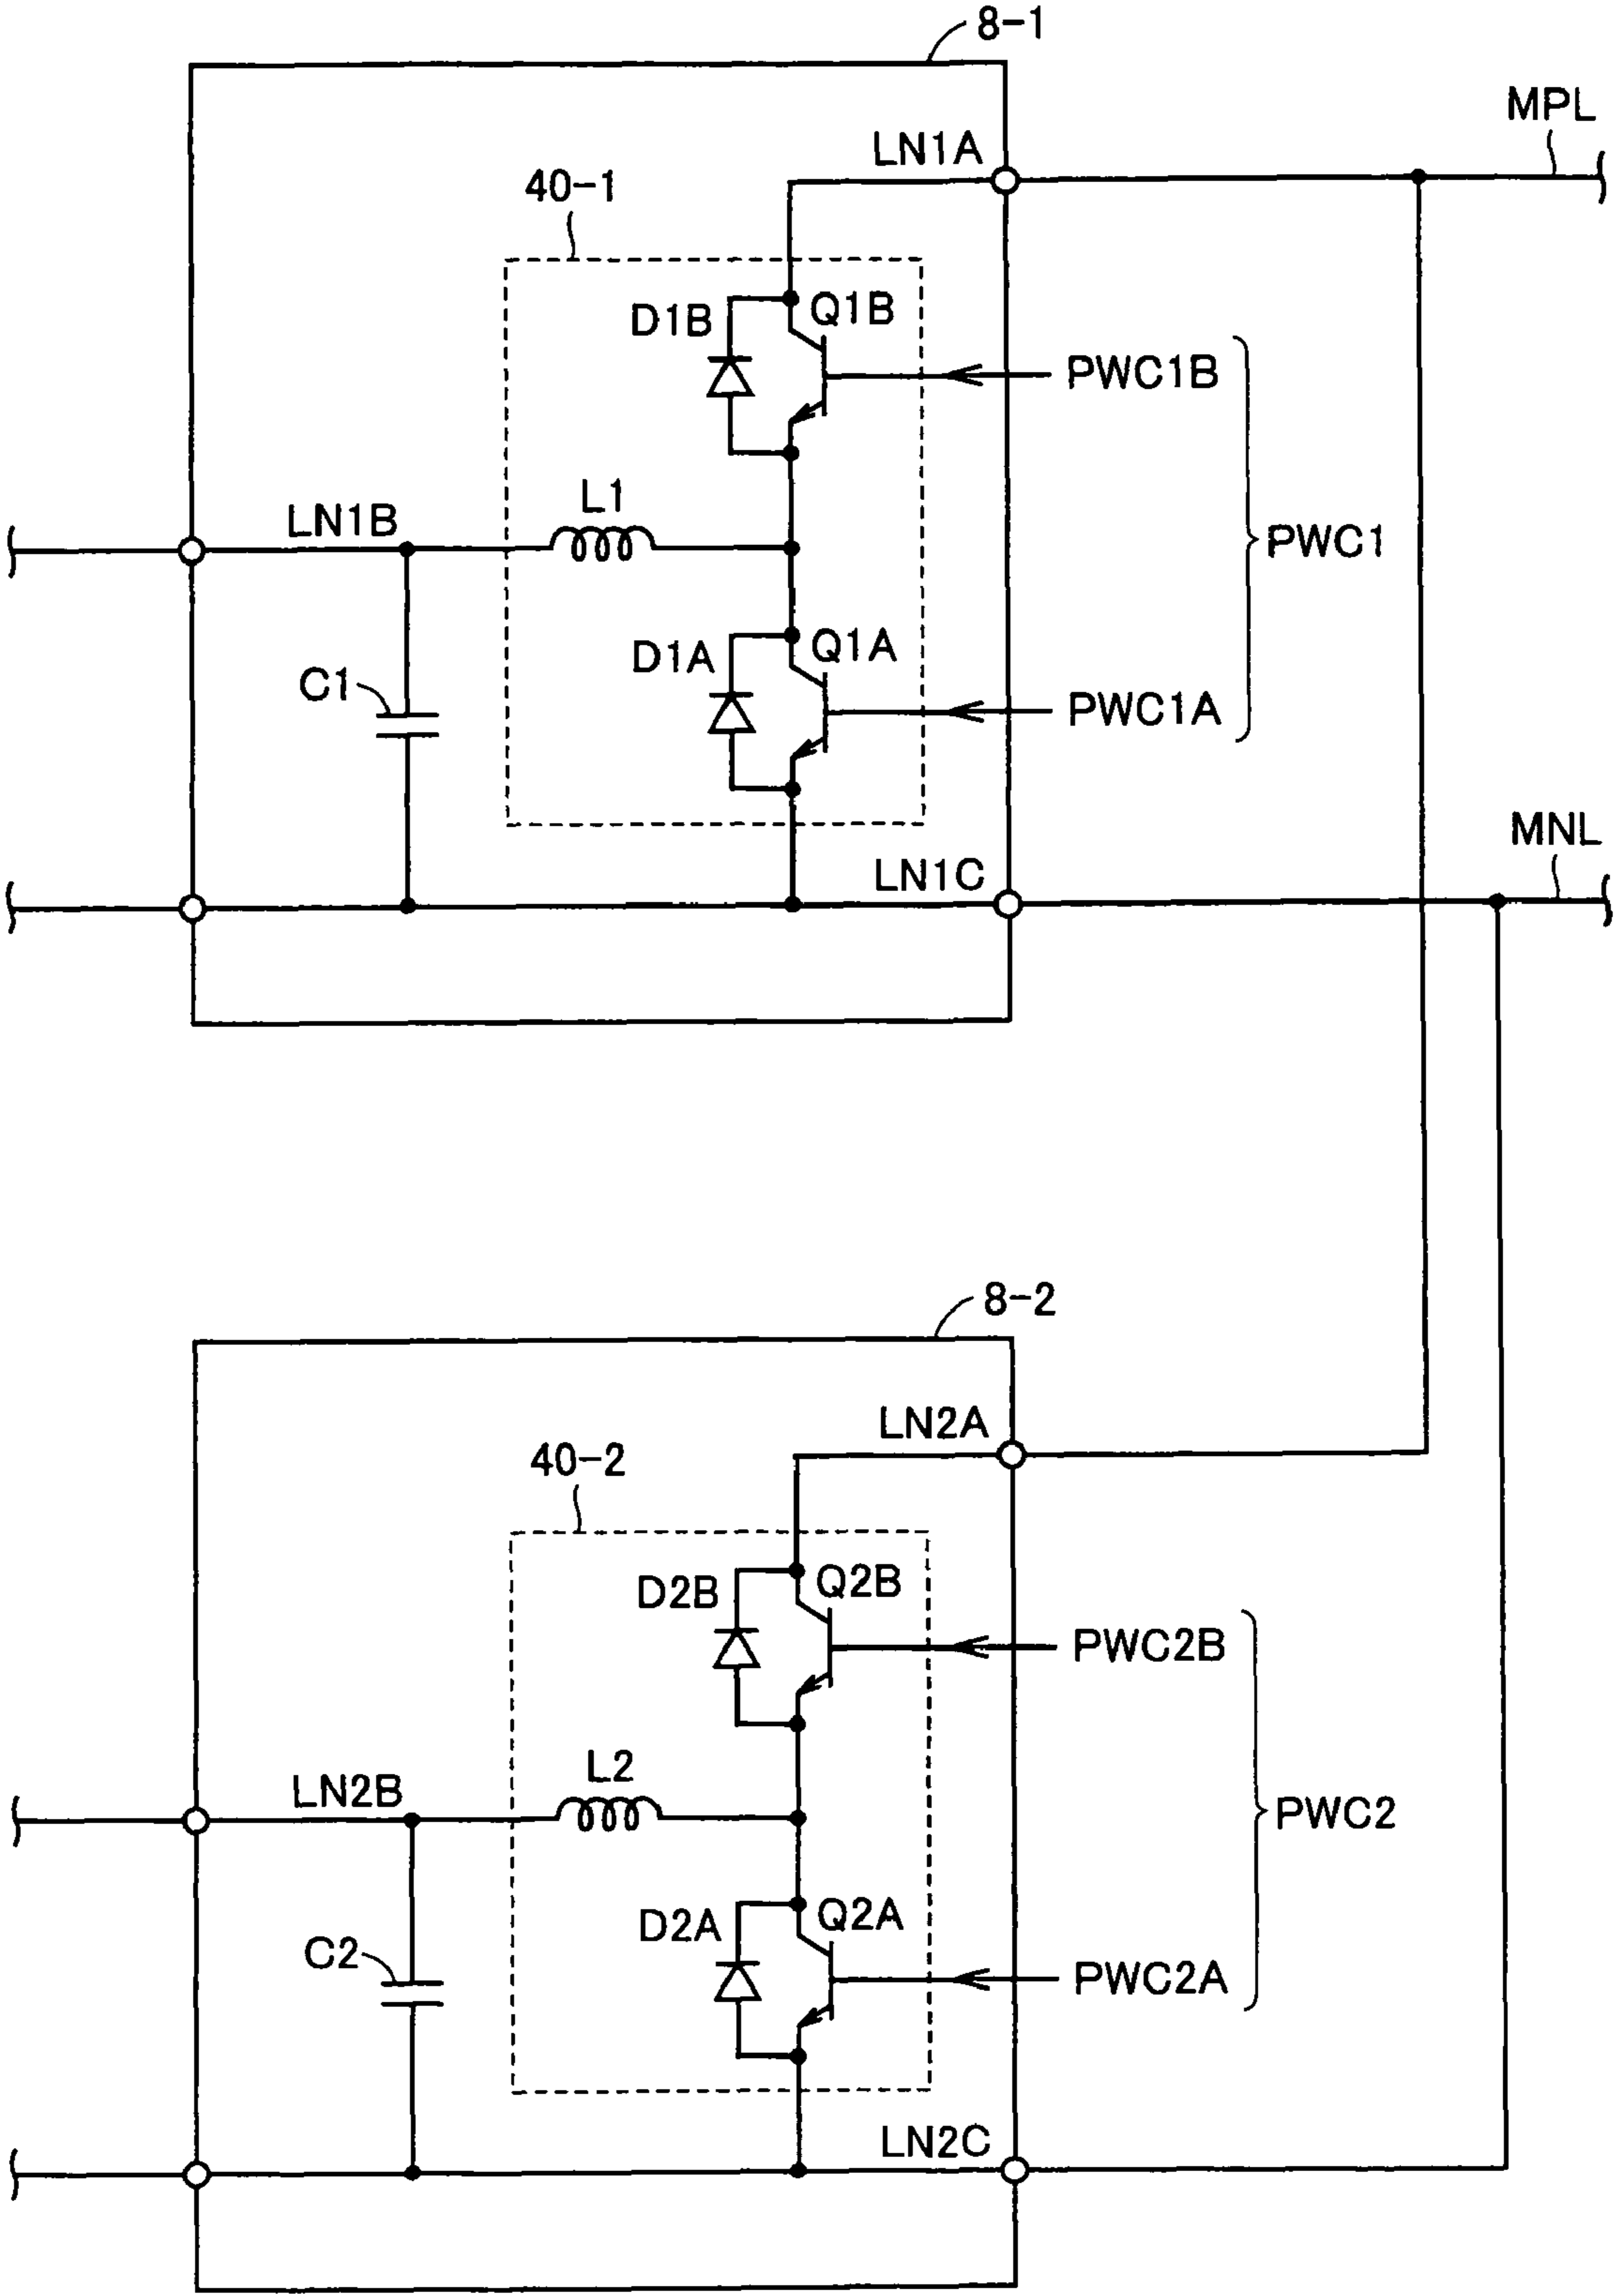 8-1
MPL
LN1A
40-1
D1B
Q1B
PWC1B
L1
LN1B
PWC1
D1A
Q1A
C1
PWC1A
MNL
LN1C
8-2
LN2A
40-2
D2B
Q2B
PWC2B
L2
LN2B
PWC2
D2A
Q2A
C2
PWC2A
LN2C